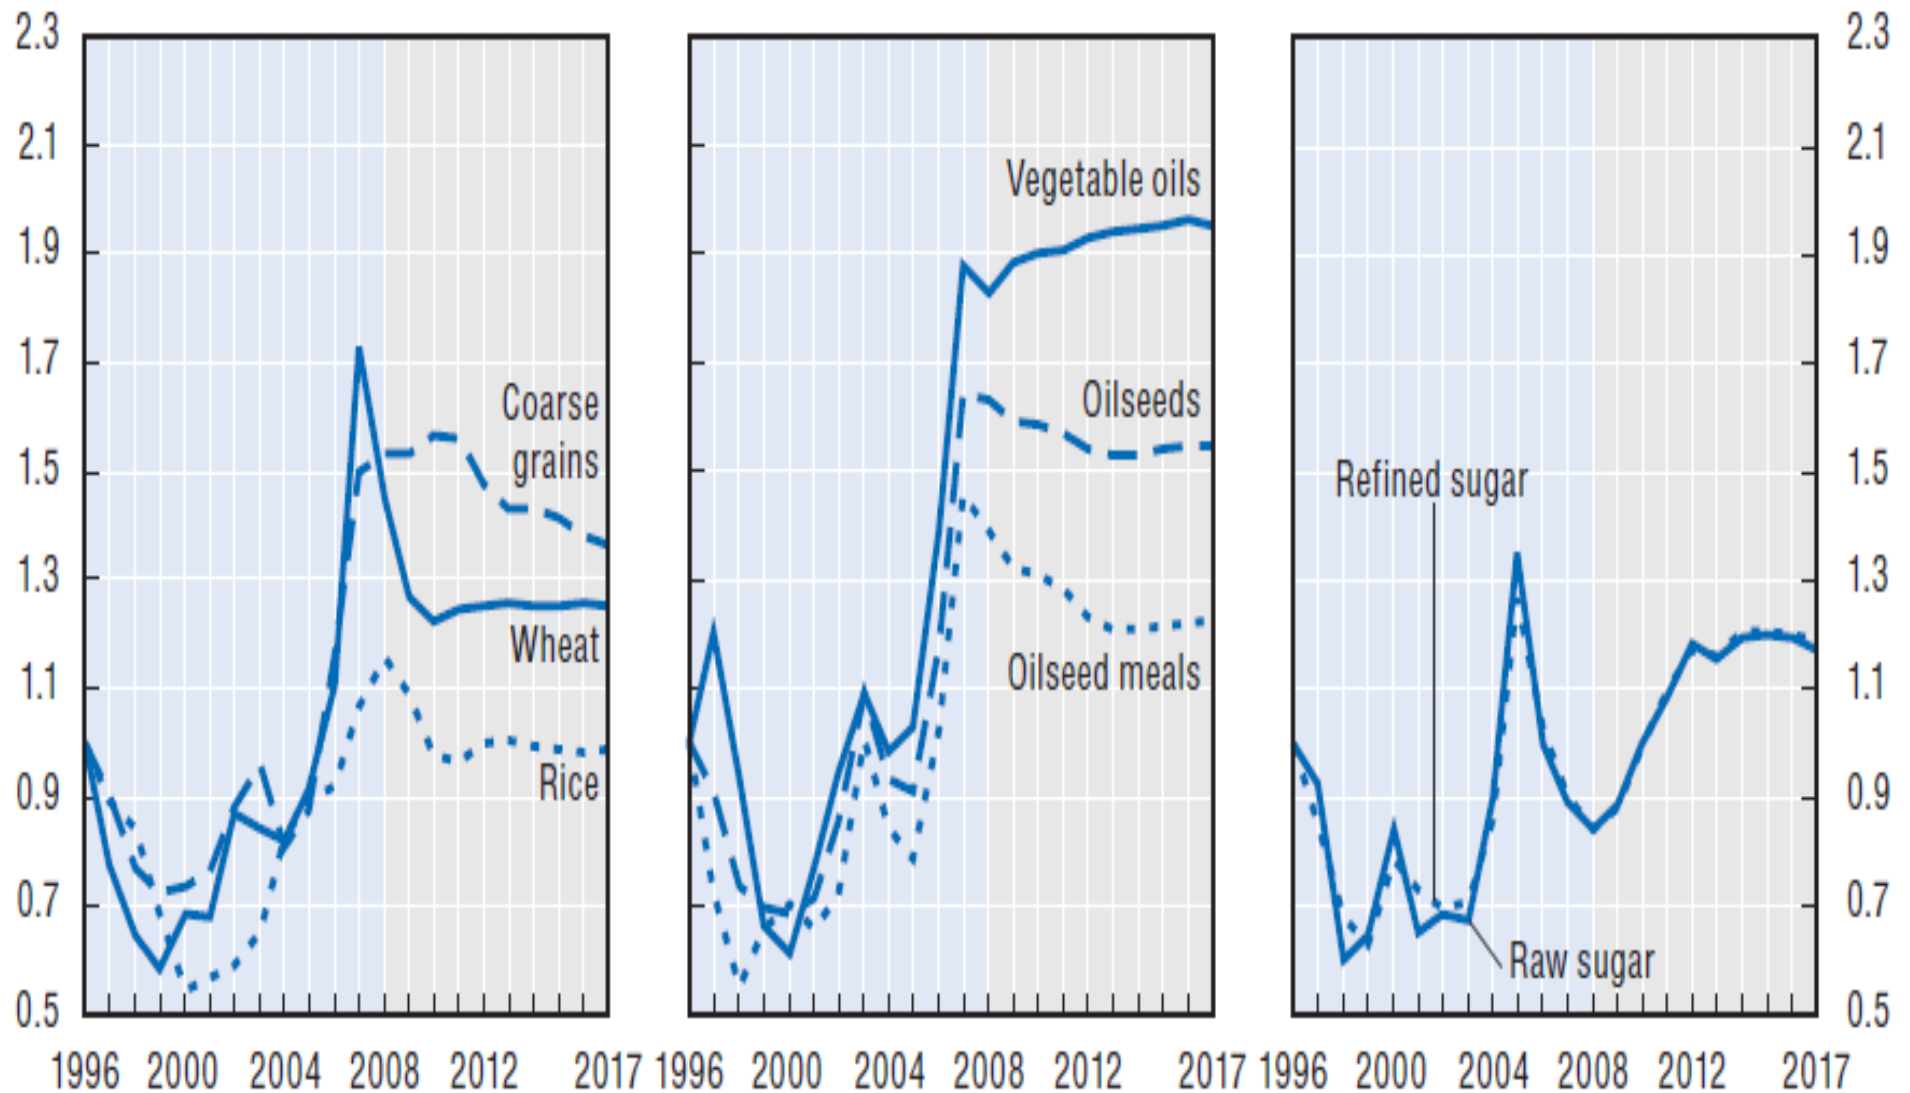 2.3
2.1
1.9
1.7
1.5
1.3
1.1
0.9
0.7
0.5
Coarse
grains
Wheat
Rice
1996 2000 2004 2008 2012 2017
Vegetable oils
Oilseeds
Oilseed meals
1996 2000 2004 2008 2012 2017
Refined sugar
Raw sugar
1996 2000 2004 2008 2012 2017
2.3
2.1
1.9
1.7
1.5
1.3
1.1
0.9
0.7
0.5